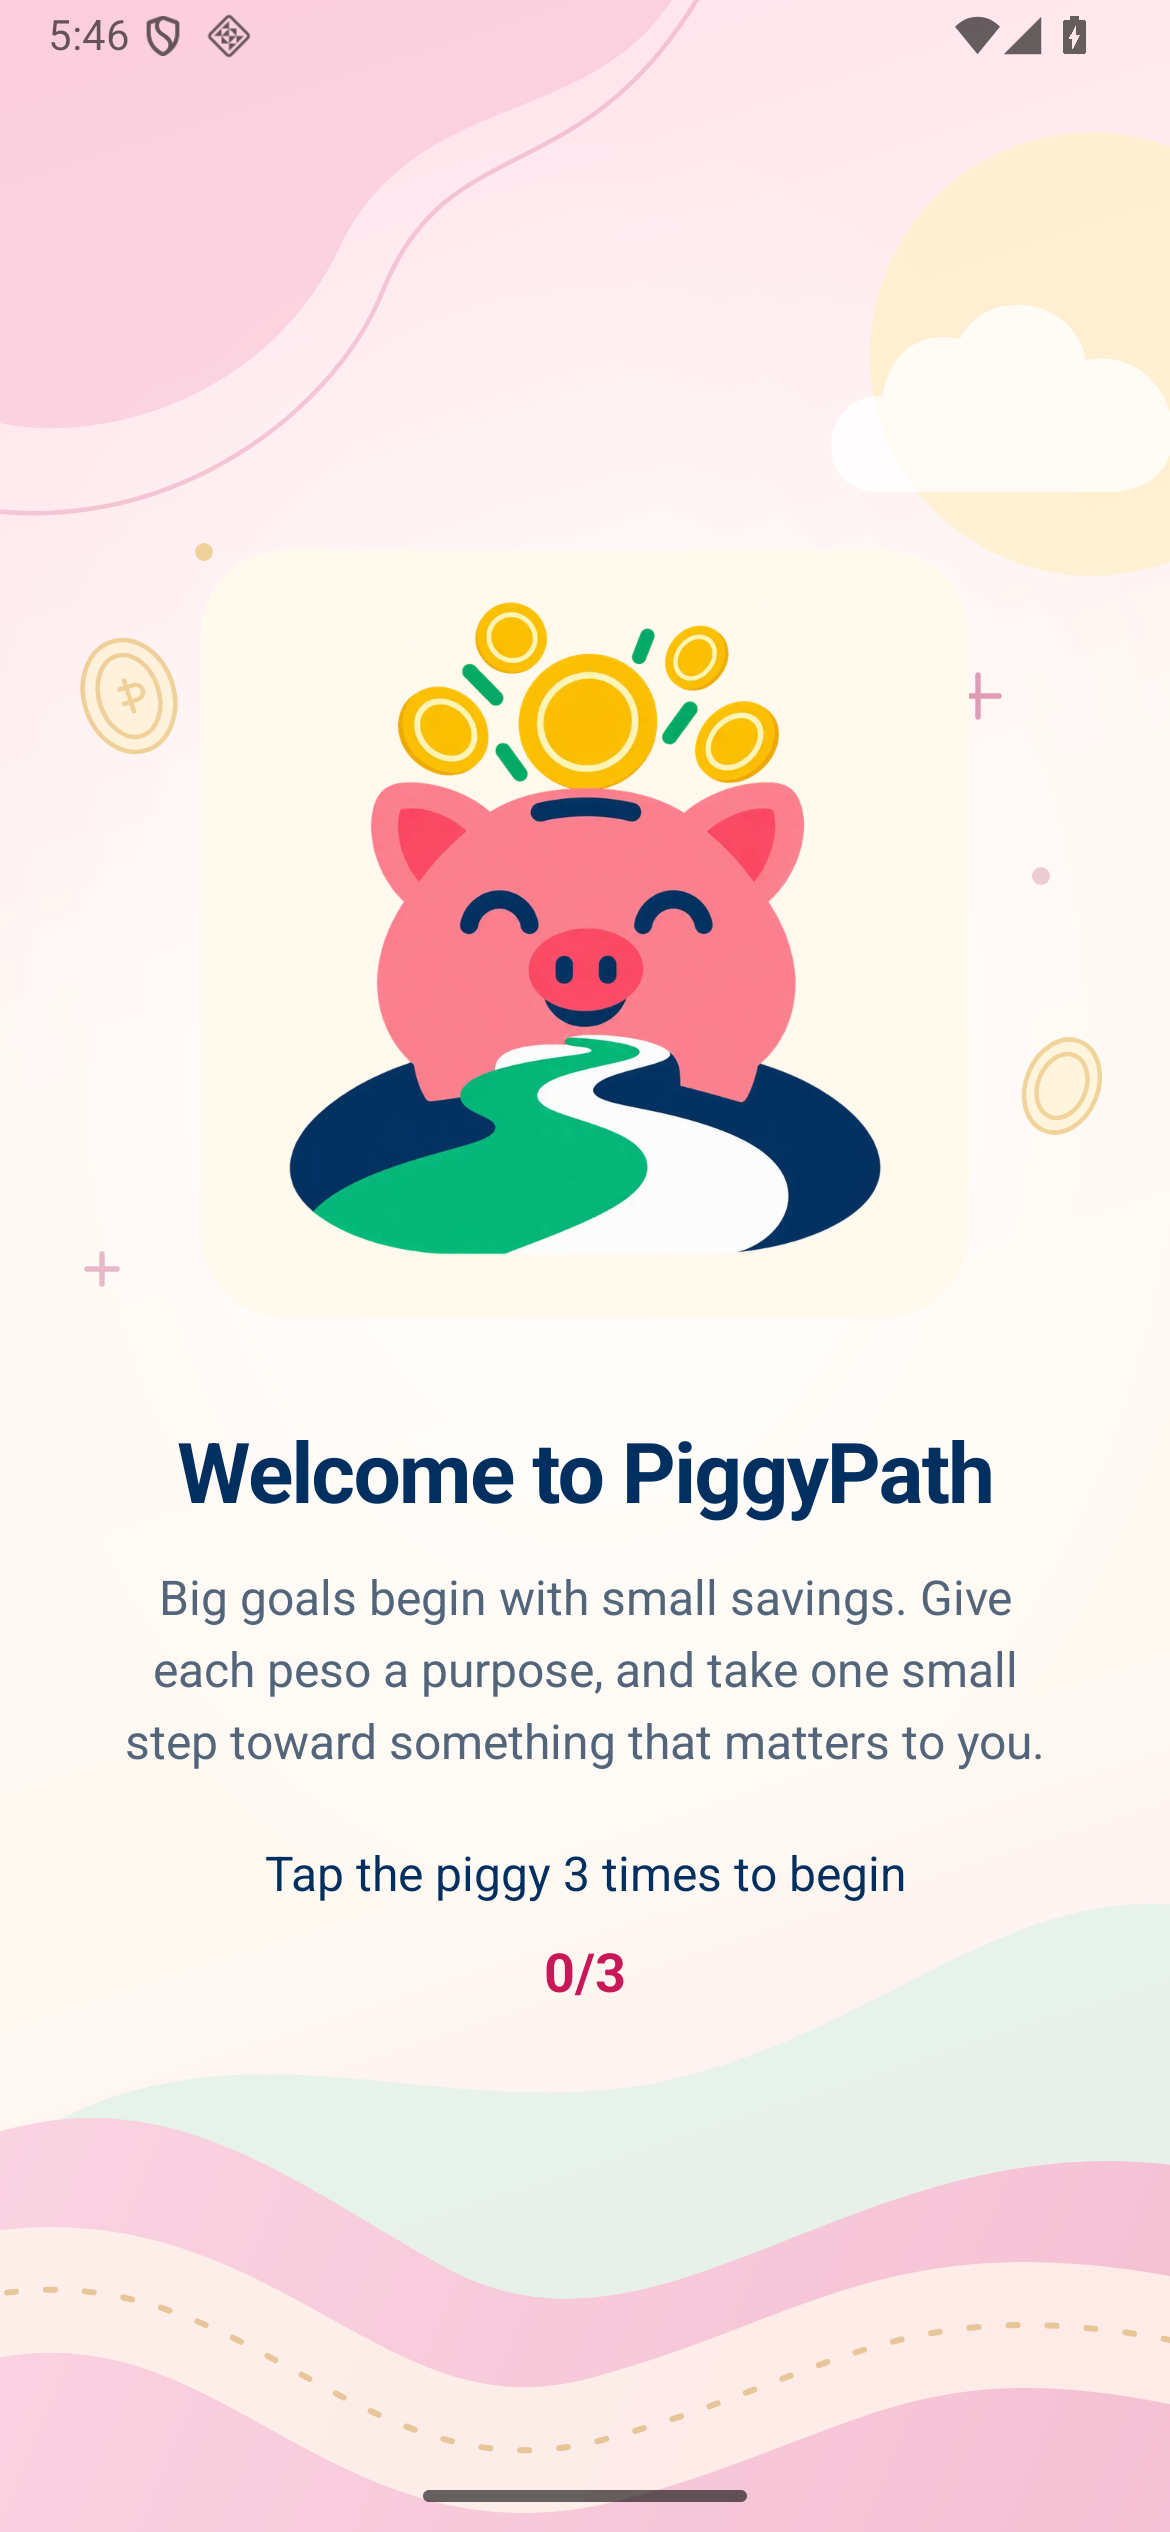 5:46
Welcome to PiggyPath
Big goals begin with small savings. Give
each peso a purpose, and take one small
step toward something that matters to you.
Tap the piggy 3 times to begin
0/3